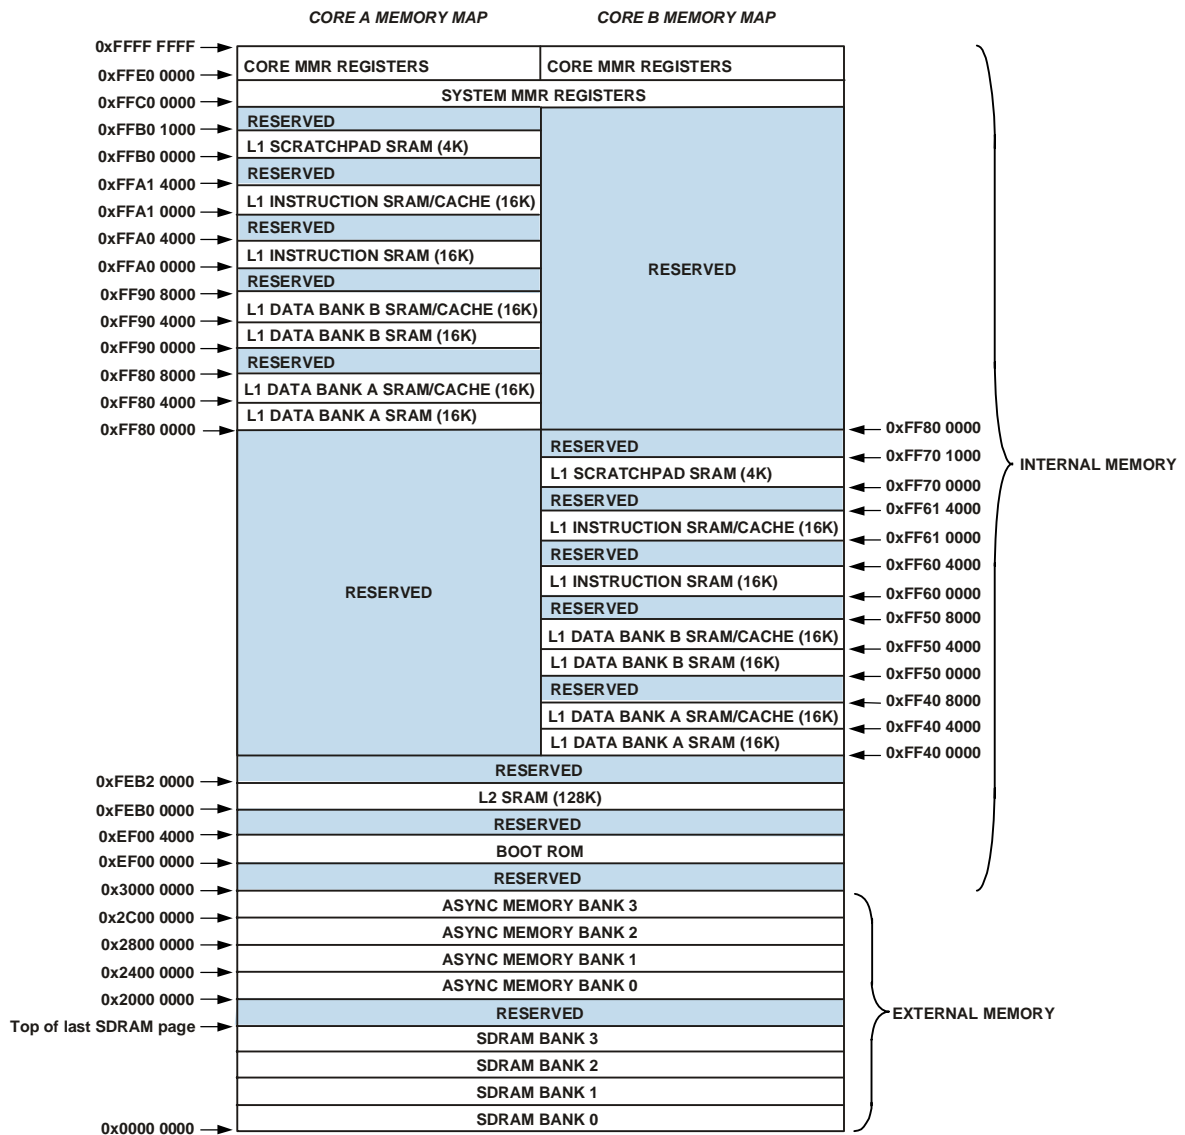 CORE A MEMORY MAP
CORE B MEMORY MAP
0xFFFF FFFF
CORE MMR REGISTERS
CORE MMR REGISTERS
0xFFE0 0000
SYSTEM MMR REGISTERS
0xFFC0 0000
RESERVED
0xFFB0 1000
L1 SCRATCHPAD SRAM (4K)
0xFFB0 0000
RESERVED
0xFFA1 4000
L1 INSTRUCTION SRAM/CACHE (16K)
0xFFA1 0000
RESERVED
0xFFA0 4000
L1 INSTRUCTION SRAM (16K)
0xFFA0 0000
RESERVED
RESERVED
0xFF90 8000
L1 DATA BANK B SRAM/CACHE (16K)
0xFF90 4000
L1 DATA BANK B SRAM (16K)
0xFF90 0000
RESERVED
0xFF80 8000
L1 DATA BANK A SRAM/CACHE (16K)
0xFF80 4000
L1 DATA BANK A SRAM (16K)
0xFF80 0000
0xFF80 0000
RESERVED
0xFF70 1000
INTERNAL MEMORY
L1 SCRATCHPAD SRAM (4K)
0xFF70 0000
RESERVED
0xFF61 4000
L1 INSTRUCTION SRAM/CACHE (16K)
0xFF61 0000
RESERVED
0xFF60 4000
L1 INSTRUCTION SRAM (16K)
RESERVED
0xFF60 0000
RESERVED
0xFF50 8000
L1 DATA BANK B SRAM/CACHE (16K)
0xFF50 4000
L1 DATA BANK B SRAM (16K)
0xFF50 0000
RESERVED
0xFF40 8000
L1 DATA BANK A SRAM/CACHE (16K)
0xFF40 4000
L1 DATA BANK A SRAM (16K)
0xFF40 0000
RESERVED
0xFEB2 0000
L2 SRAM (128K)
0xFEB0 0000
RESERVED
0xEF00 4000
BOOT ROM
0xEF00 0000
RESERVED
0x3000 0000
ASYNC MEMORY BANK 3
0x2C00 0000
ASYNC MEMORY BANK 2
0x2800 0000
ASYNC MEMORY BANK 1
0x2400 0000
ASYNC MEMORY BANK 0
0x2000 0000
RESERVED
EXTERNAL MEMORY
Top of last SDRAM page
SDRAM BANK 3
SDRAM BANK 2
SDRAM BANK 1
SDRAM BANK 0
0x0000 0000